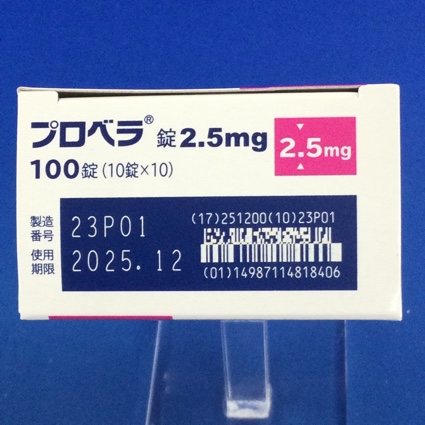 プロベラ® 錠2.5mg
2.5mg
100錠(10錠×10)
製造番号 23P01
使用期限 2025.12
(17)251200(10)23P01
(01)14987114818406